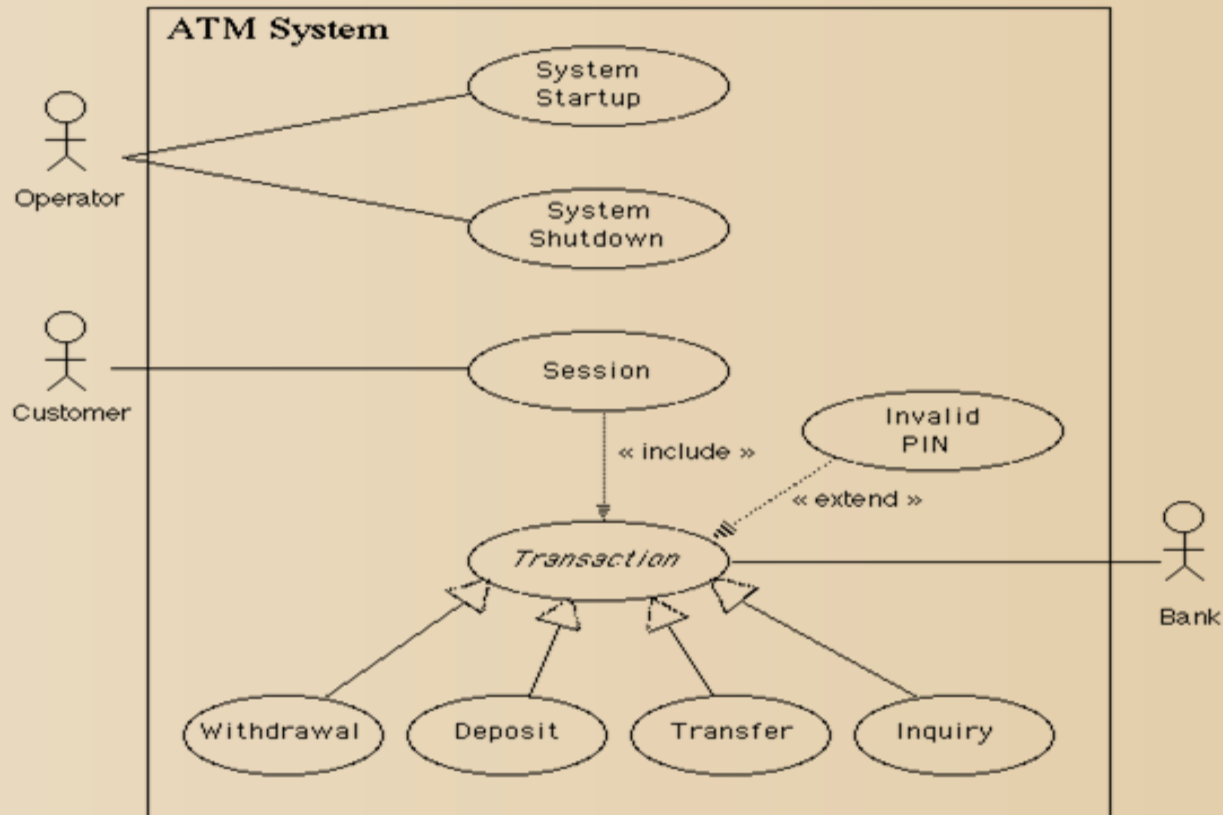 ATM System
System
Startup
Operator
System
Shutdown
Customer
Session
Invalid
PIN
« include »
« extend »
Transaction
Bank
Withdrawal
Deposit
Transfer
Inquiry